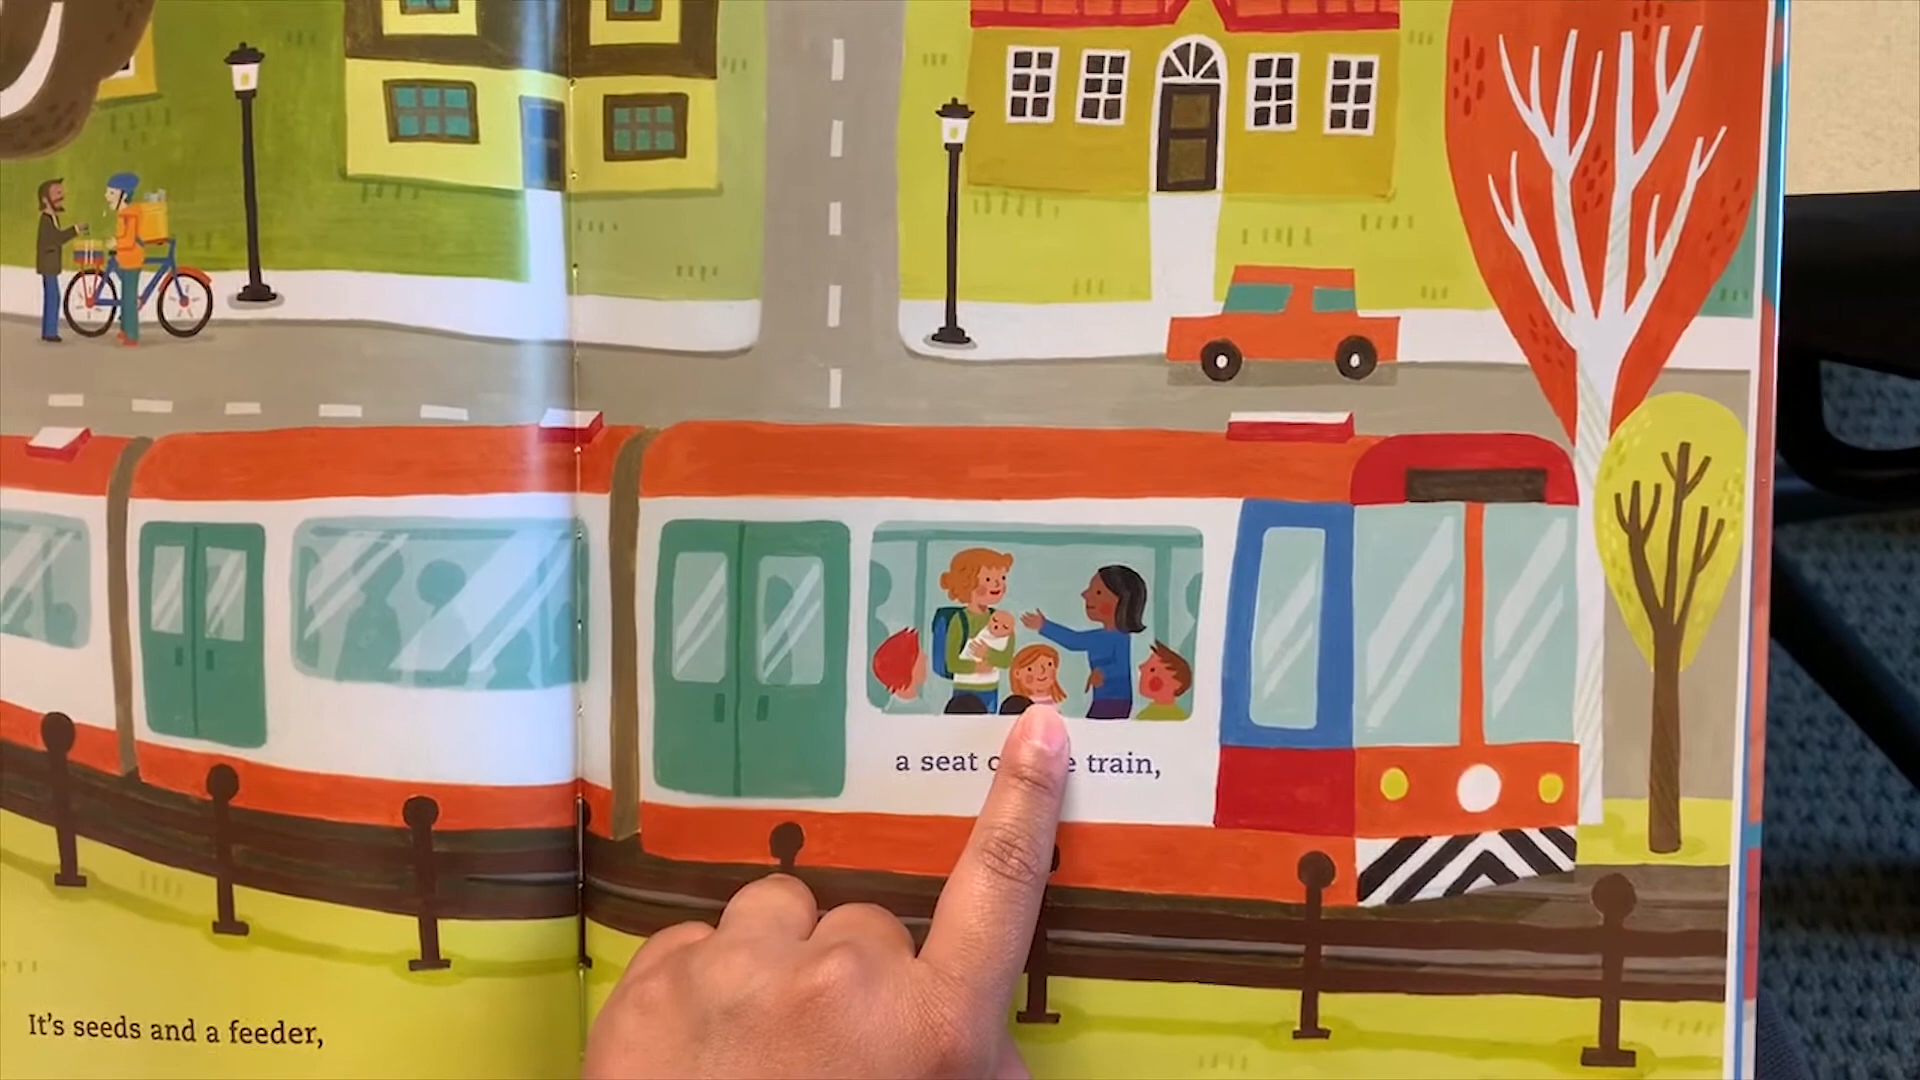 It's seeds and a feeder,
a seat train,